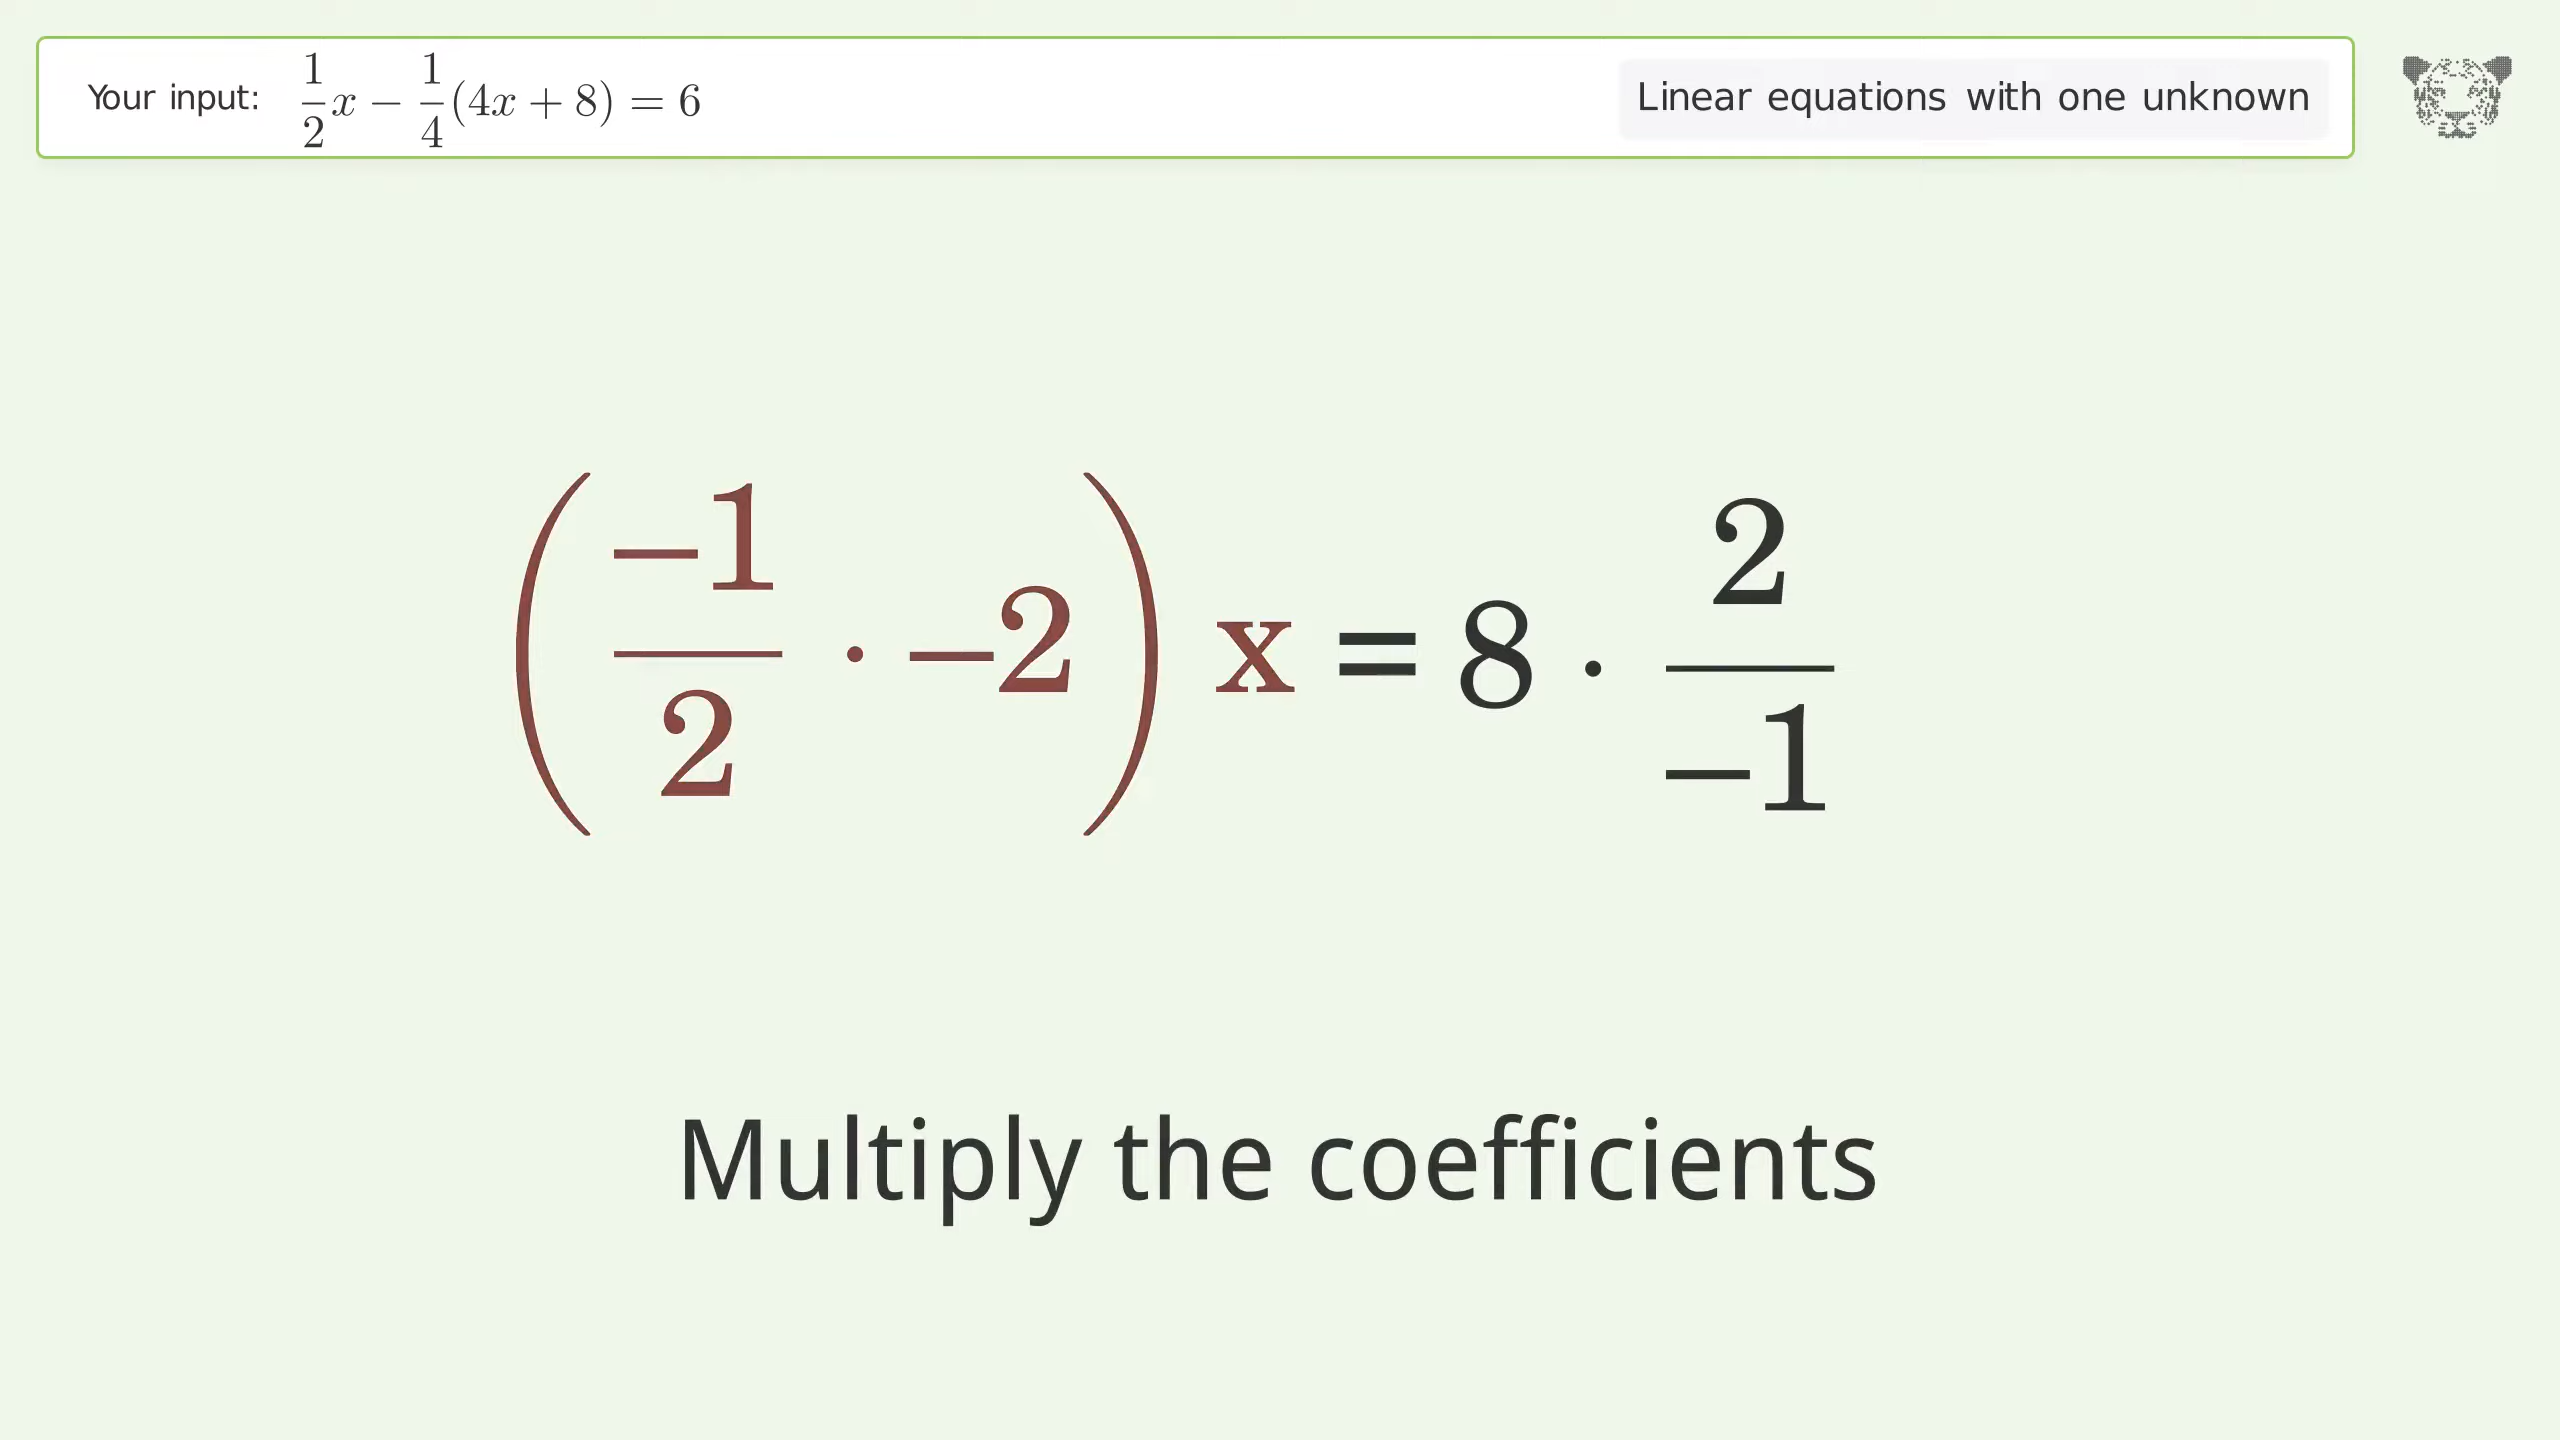 Your input: 1/2 x − 1/4 (4x + 8) = 6
Linear equations with one unknown
(−1/2 · −2) x = 8 · 2/−1
Multiply the coefficients